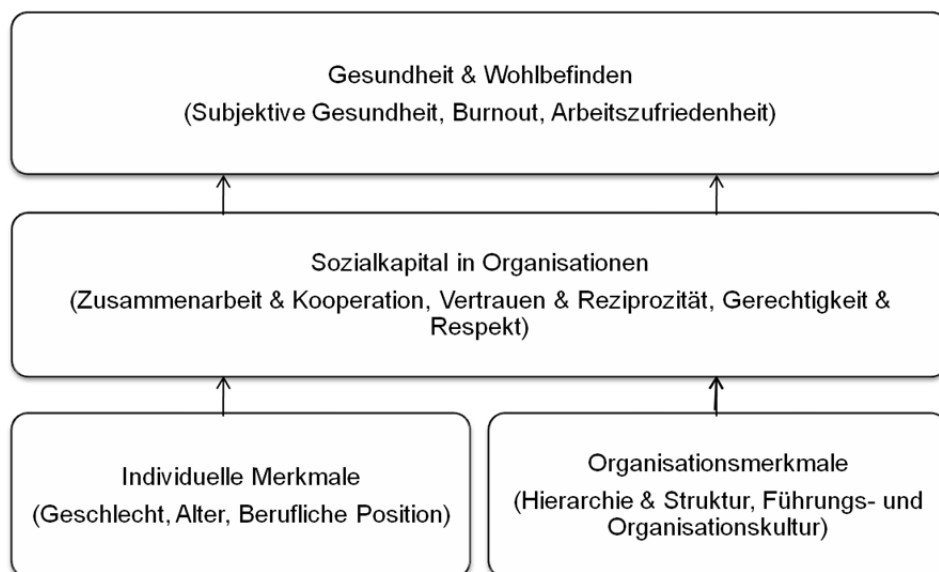 Gesundheit & Wohlbefinden
(Subjektive Gesundheit, Burnout, Arbeitszufriedenheit)
Sozialkapital in Organisationen
(Zusammenarbeit & Kooperation, Vertrauen & Reziprozität, Gerechtigkeit &
Respekt)
Individuelle Merkmale
(Geschlecht, Alter, Berufliche Position)
Organisationsmerkmale
(Hierarchie & Struktur, Führungs- und
Organisationskultur)